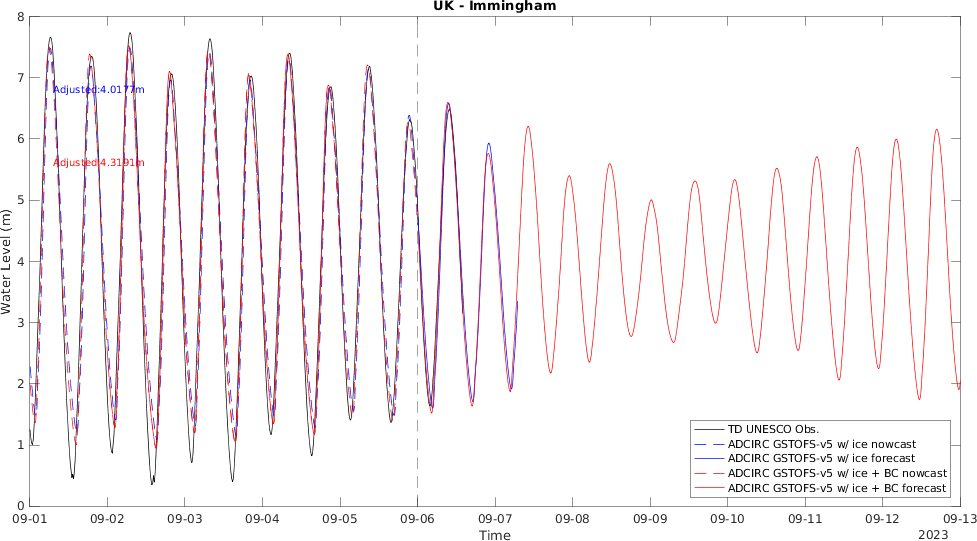 UK - Immingham
8
7
6
5
4
3
2
1
0
Water Level (m)
Adjusted:4.0177m
Adjusted:4.3191m
TD UNESCO Obs.
ADCIRC GSTOFS-v5 w/ ice nowcast
ADCIRC GSTOFS-v5 w/ ice forecast
ADCIRC GSTOFS-v5 w/ ice + BC nowcast
ADCIRC GSTOFS-v5 w/ ice + BC forecast
09-01 09-02 09-03 09-04 09-05 09-06 09-07 09-08 09-09 09-10 09-11 09-12 09-13
Time
2023